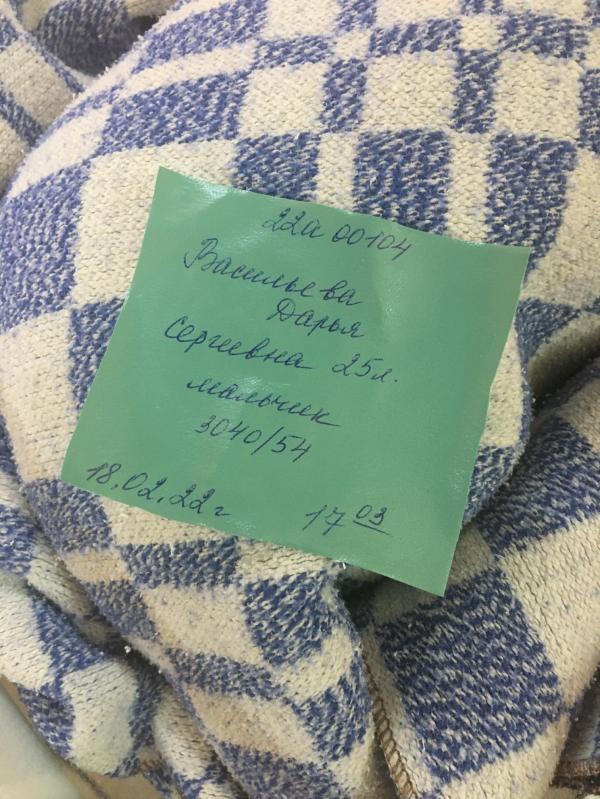 22а 00104
Васильева
Дарья
Сергеевна 25л.
мальчик
3040/54
18.02.22г 17 03